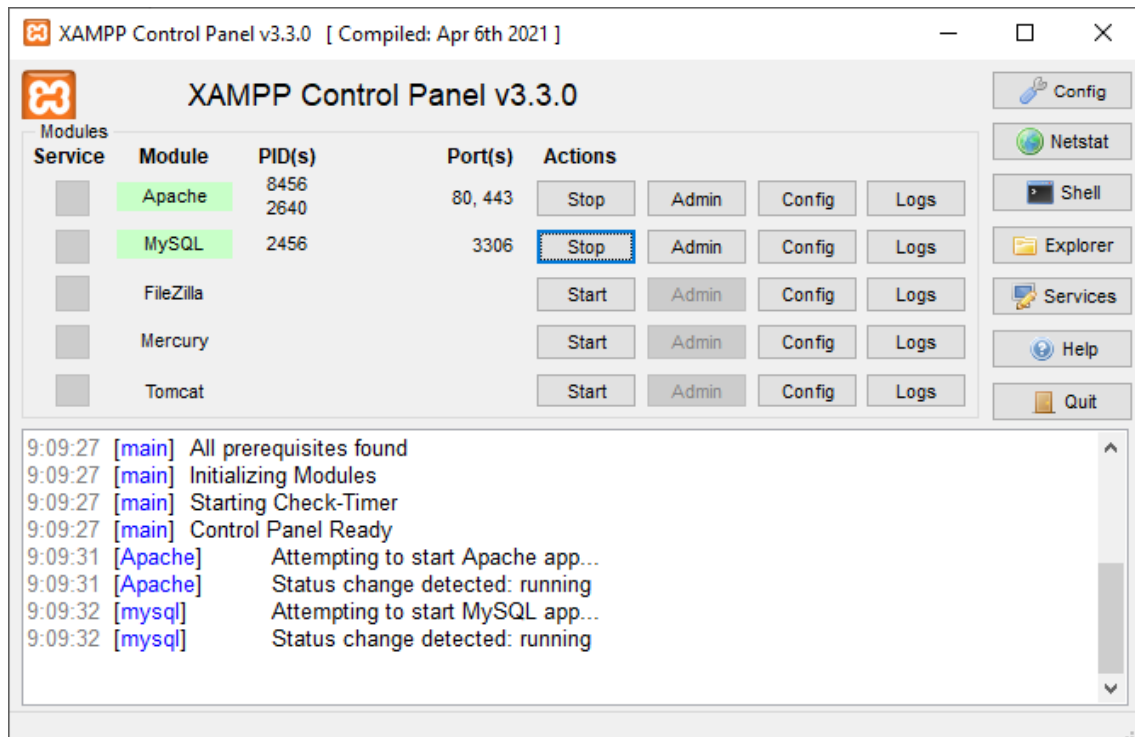 XAMPP Control Panel v3.3.0 [ Compiled: Apr 6th 2021 ]
XAMPP Control Panel v3.3.0
Config
Modules
Service Module PID(s) Port(s) Actions
Netstat
Apache 8456 2640 80, 443 Stop Admin Config Logs
Shell
MySQL 2456 3306 Stop Admin Config Logs
Explorer
FileZilla Start Admin Config Logs
Services
Mercury Start Admin Config Logs
Help
Tomcat Start Admin Config Logs
Quit
9:09:27 [main] All prerequisites found
9:09:27 [main] Initializing Modules
9:09:27 [main] Starting Check-Timer
9:09:27 [main] Control Panel Ready
9:09:31 [Apache] Attempting to start Apache app...
9:09:31 [Apache] Status change detected: running
9:09:32 [mysql] Attempting to start MySQL app...
9:09:32 [mysql] Status change detected: running